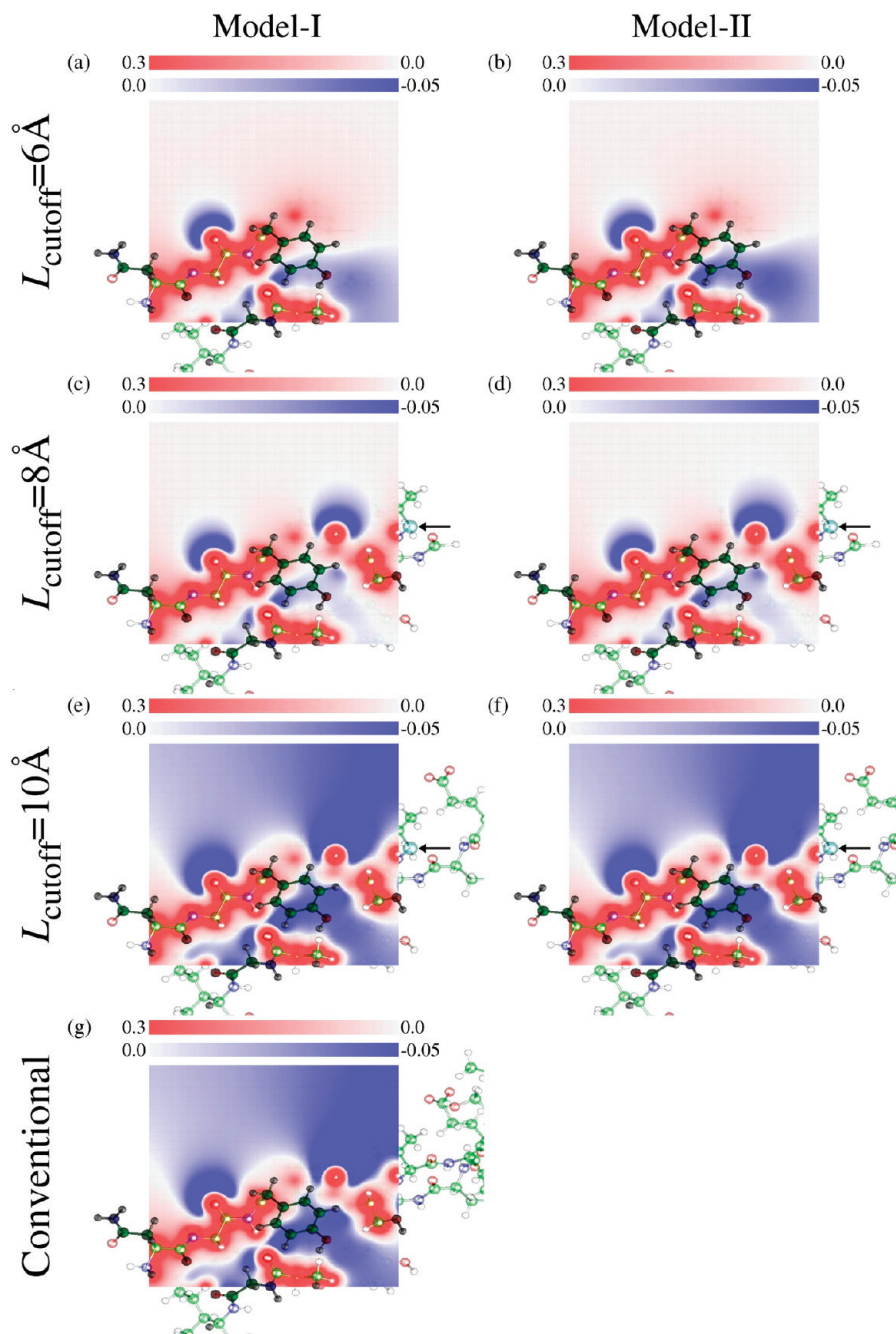 Model-I Model-II
(a) 0.3 0.0 (b) 0.3 0.0
0.0 -0.05 0.0 -0.05
Lcutoff=6Å
(c) 0.3 0.0 (d) 0.3 0.0
0.0 -0.05 0.0 -0.05
Lcutoff=8Å
(e) 0.3 0.0 (f) 0.3 0.0
0.0 -0.05 0.0 -0.05
Lcutoff=10Å
(g) 0.3 0.0
0.0 -0.05
Conventional